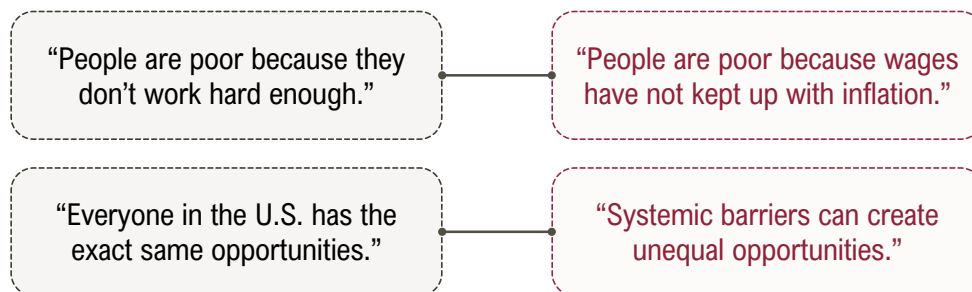 “People are poor because they
don’t work hard enough.”
“People are poor because wages
have not kept up with inflation.”
“Everyone in the U.S. has the
exact same opportunities.”
“Systemic barriers can create
unequal opportunities.”